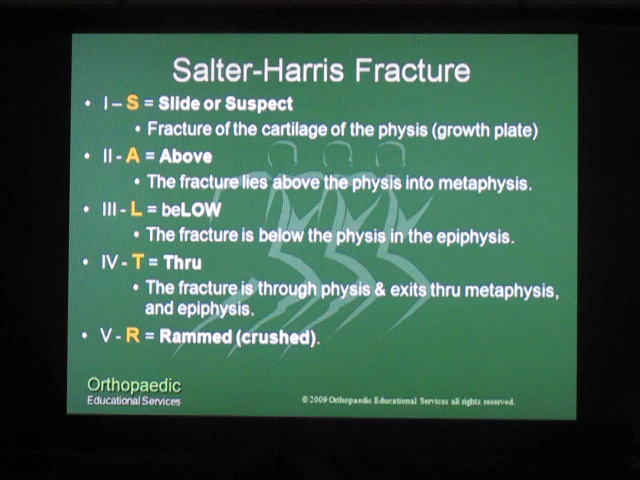 Salter-Harris Fracture
• I – S = Slide or Suspect
• Fracture of the cartilage of the physis (growth plate)
• II - A = Above
• The fracture lies above the physis into metaphysis.
• III - L = beLOW
• The fracture is below the physis in the epiphysis.
• IV - T = Thru
• The fracture is through physis & exits thru metaphysis,
and epiphysis.
• V - R = Rammed (crushed).
Orthopaedic
Educational Services
© 2009 Orthopaedic Educational Services all rights reserved.